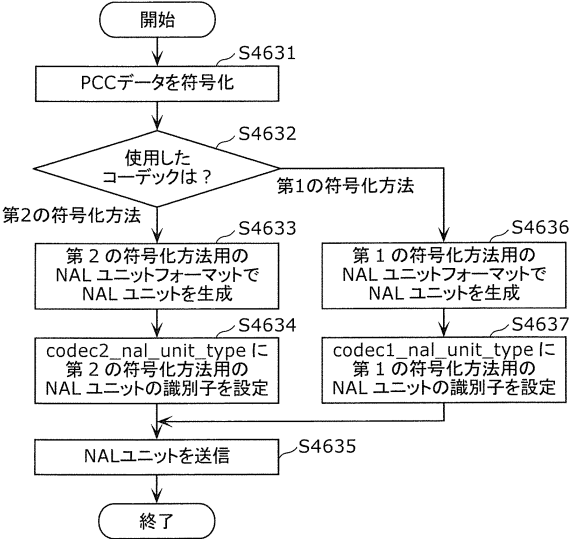 開始
S4631
PCCデータを符号化
S4632
使用した
コーデックは？
第1の符号化方法
第2の符号化方法
S4633
第２の符号化方法用の
NAL ユニットフォーマットで
NAL ユニットを生成
S4636
第１の符号化方法用の
NAL ユニットフォーマットで
NAL ユニットを生成
S4634
codec2_nal_unit_type に
第２の符号化方法用の
NAL ユニットの識別子を設定
S4637
codec1_nal_unit_type に
第１の符号化方法用の
NAL ユニットの識別子を設定
S4635
NALユニットを送信
終了